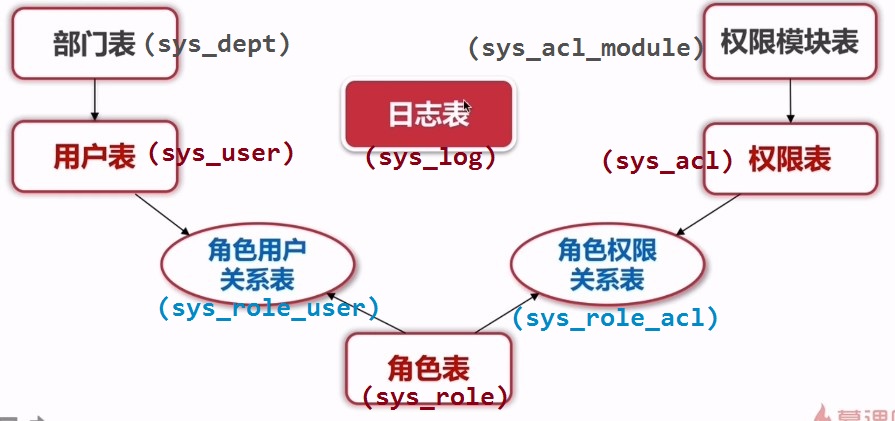 部门表(sys_dept)
(sys_acl_module)权限模块表
日志表
(sys_log)
用户表(sys_user)
(sys_acl)权限表
角色用户
关系表
(sys_role_user)
角色权限
关系表
(sys_role_acl)
角色表
(sys_role)